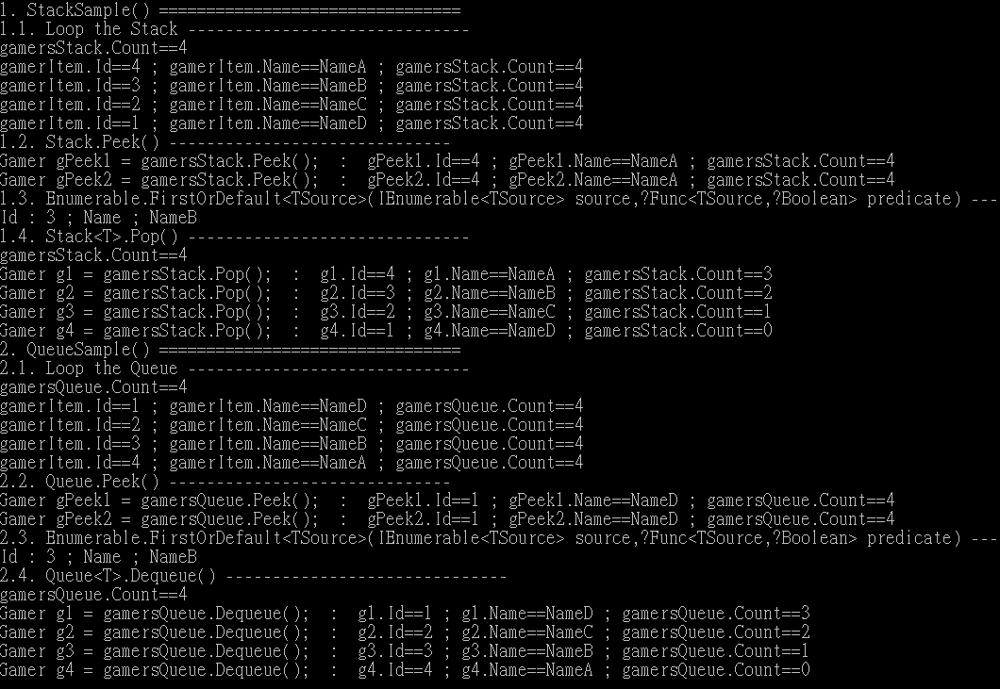 1. StackSample() ================================
1.1. Loop the Stack ------------------------------
gamersStack.Count==4
gamerItem.Id==4 ; gamerItem.Name==NameA ; gamersStack.Count==4
gamerItem.Id==3 ; gamerItem.Name==NameB ; gamersStack.Count==4
gamerItem.Id==2 ; gamerItem.Name==NameC ; gamersStack.Count==4
gamerItem.Id==1 ; gamerItem.Name==NameD ; gamersStack.Count==4
1.2. Stack.Peek() ------------------------------
Gamer gPeek1 = gamersStack.Peek();  :  gPeek1.Id==4 ; gPeek1.Name==NameA ; gamersStack.Count==4
Gamer gPeek2 = gamersStack.Peek();  :  gPeek2.Id==4 ; gPeek2.Name==NameA ; gamersStack.Count==4
1.3. Enumerable.FirstOrDefault<TSource>(IEnumerable<TSource> source,?Func<TSource,?Boolean> predicate) ---
Id : 3 ; Name ; NameB
1.4. Stack<T>.Pop() ------------------------------
gamersStack.Count==4
Gamer g1 = gamersStack.Pop();  :  g1.Id==4 ; g1.Name==NameA ; gamersStack.Count==3
Gamer g2 = gamersStack.Pop();  :  g2.Id==3 ; g2.Name==NameB ; gamersStack.Count==2
Gamer g3 = gamersStack.Pop();  :  g3.Id==2 ; g3.Name==NameC ; gamersStack.Count==1
Gamer g4 = gamersStack.Pop();  :  g4.Id==1 ; g4.Name==NameD ; gamersStack.Count==0
2. QueueSample() ================================
2.1. Loop the Queue ------------------------------
gamersQueue.Count==4
gamerItem.Id==1 ; gamerItem.Name==NameD ; gamersQueue.Count==4
gamerItem.Id==2 ; gamerItem.Name==NameC ; gamersQueue.Count==4
gamerItem.Id==3 ; gamerItem.Name==NameB ; gamersQueue.Count==4
gamerItem.Id==4 ; gamerItem.Name==NameA ; gamersQueue.Count==4
2.2. Queue.Peek() ------------------------------
Gamer gPeek1 = gamersQueue.Peek();  :  gPeek1.Id==1 ; gPeek1.Name==NameD ; gamersQueue.Count==4
Gamer gPeek2 = gamersQueue.Peek();  :  gPeek2.Id==1 ; gPeek2.Name==NameD ; gamersQueue.Count==4
2.3. Enumerable.FirstOrDefault<TSource>(IEnumerable<TSource> source,?Func<TSource,?Boolean> predicate) ---
Id : 3 ; Name ; NameB
2.4. Queue<T>.Dequeue() ------------------------------
gamersQueue.Count==4
Gamer g1 = gamersQueue.Dequeue();  :  g1.Id==1 ; g1.Name==NameD ; gamersQueue.Count==3
Gamer g2 = gamersQueue.Dequeue();  :  g2.Id==2 ; g2.Name==NameC ; gamersQueue.Count==2
Gamer g3 = gamersQueue.Dequeue();  :  g3.Id==3 ; g3.Name==NameB ; gamersQueue.Count==1
Gamer g4 = gamersQueue.Dequeue();  :  g4.Id==4 ; g4.Name==NameA ; gamersQueue.Count==0